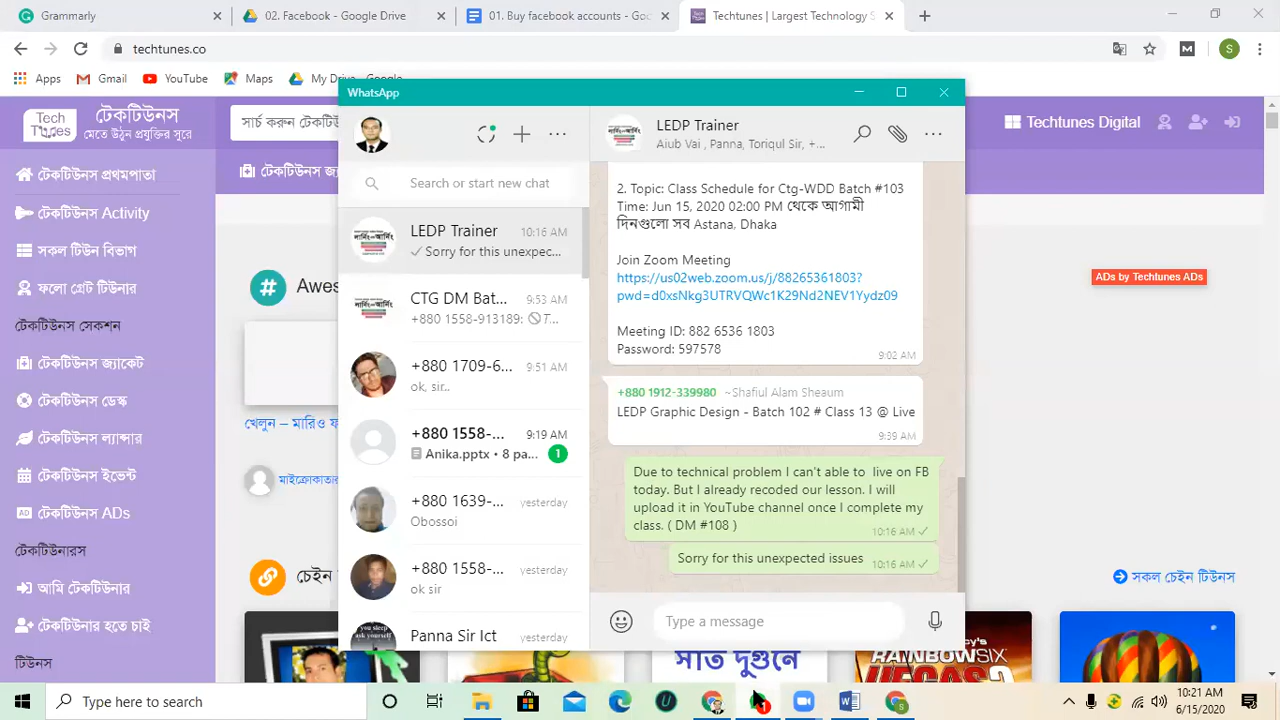 Grammarly
02. Favorite - Google Drive
01. Buy facebook accounts - Goo
Techtunes | Largest Technology S
techtunes.co
Apps
Gmail
YouTube
Maps
My Drive - Google
Tech
Tunes
টেকটিউনস
মেতে উঠুন প্রযুক্তির সুরে
সার্চ করুন টেকটিউ
Techtunes Digital
টেকটিউনস প্রথমপাতা
টেকটিউনস Activity
সকল টিউন বিভাগ
ফলো গ্রেট টিউনার
টেকটিউনস সেকশন
টেকটিউনস জ্যাকেট
টেকটিউনস ডেস্ক
টেকটিউনস ল্যান্সার
টেকটিউনস ইভেন্ট
টেকটিউনস ADs
টেকটিউনারস
আমি টেকটিউনার
টেকটিউনার হতে চাই
টিউনস
টেকটিউনস জ্য
Awes
খেলুন – মারিও ফ
মাইক্রোকাতার
চেইন
ADs by Techtunes ADs
সকল চেইন টিউনস
সাত দুগুনে
RAINBOWSIX
WhatsApp
Search or start new chat
LEDP Trainer
10:16 AM
Sorry for this unexpec...
CTG DM Bat...
9:53 AM
+880 1558-913189: T...
+880 1709-6...
9:51 AM
ok, sir..
+880 1558-...
9:19 AM
Anika.pptx • 8 pa...
1
+880 1639-...
yesterday
Obossoi
+880 1558-...
yesterday
ok sir
Panna Sir Ict
yesterday
LEDP Trainer
Aiub Vai , Panna, Toriqul Sir, +...
2. Topic: Class Schedule for Ctg-WDD Batch #103
Time: Jun 15, 2020 02:00 PM থেকে আগামী
দিনগুলো সব Astana, Dhaka
Join Zoom Meeting
https://us02web.zoom.us/j/88265361803?
pwd=d0xsNkg3UTRVQWc1K29Nd2NEV1Yydz09
Meeting ID: 882 6536 1803
Password: 597578
9:02 AM
+880 1912-339980 ~Shafiul Alam Sheaum
LEDP Graphic Design - Batch 102 # Class 13 @ Live
9:39 AM
Due to technical problem I can't able to live on FB
today. But I already recoded our lesson. I will
upload it in YouTube channel once I complete my
class. ( DM #108 )
10:16 AM
Sorry for this unexpected issues
10:16 AM
Type a message
Type here to search
10:21 AM
6/15/2020